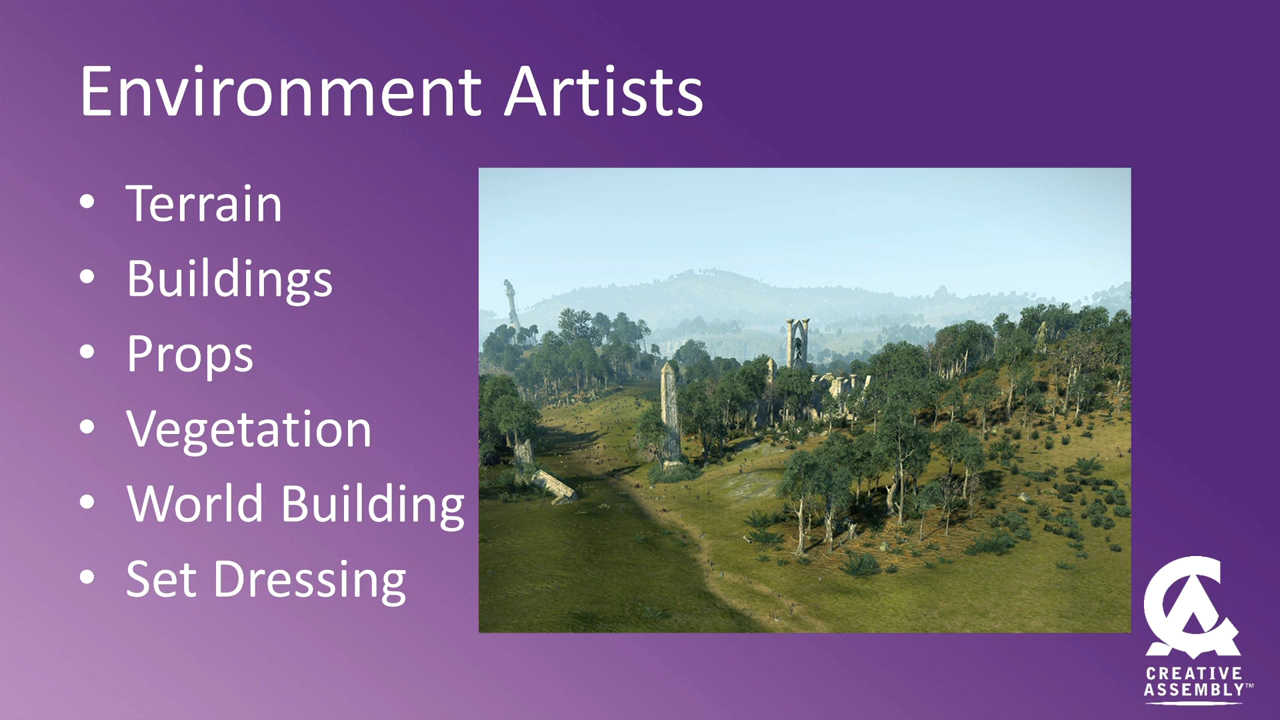 Environment Artists
• Terrain
• Buildings
• Props
• Vegetation
• World Building
• Set Dressing
CREATIVE
ASSEMBLY™